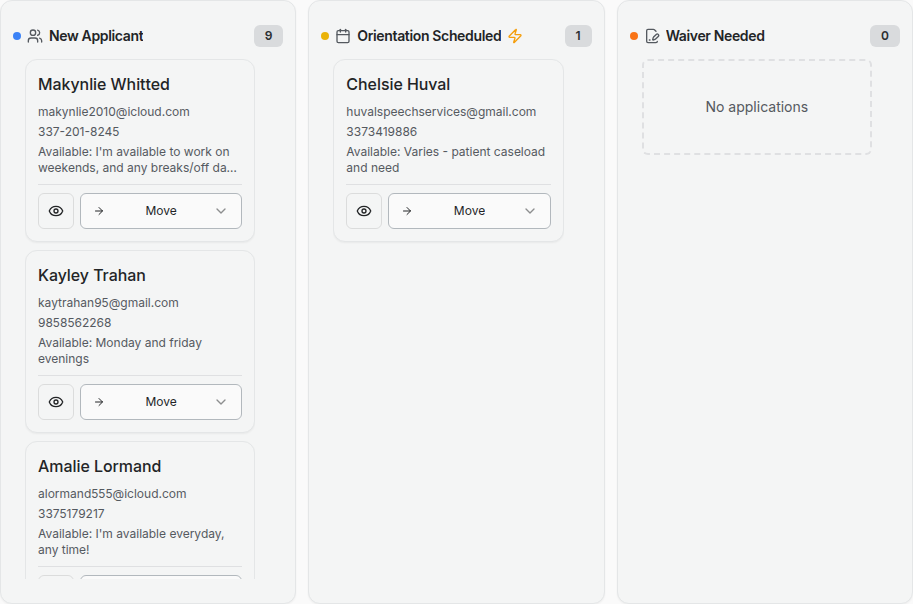 New Applicant
9
Makynlie Whitted
makynlie2010@icloud.com
337-201-8245
Available: I'm available to work on
weekends, and any breaks/off da...
Move
Kayley Trahan
kaytrahan95@gmail.com
9858562268
Available: Monday and friday
evenings
Move
Amalie Lormand
alormand555@icloud.com
3375179217
Available: I'm available everyday,
any time!
Orientation Scheduled
1
Chelsie Huval
huvalspeechservices@gmail.com
3373419886
Available: Varies - patient caseload
and need
Move
Waiver Needed
0
No applications